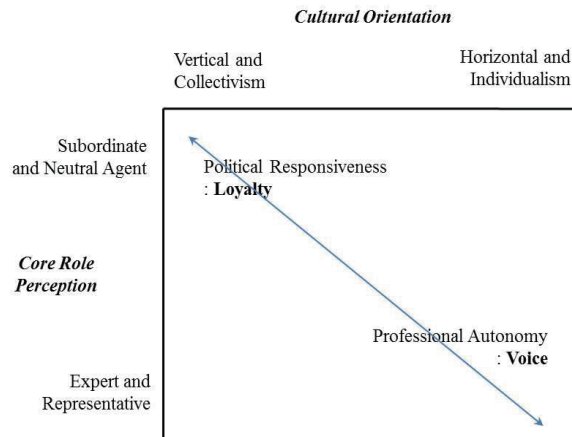 Cultural Orientation
Vertical and
Collectivism
Horizontal and
Individualism
Subordinate
and Neutral Agent
Political Responsiveness
: Loyalty
Core Role
Perception
Professional Autonomy
: Voice
Expert and
Representative